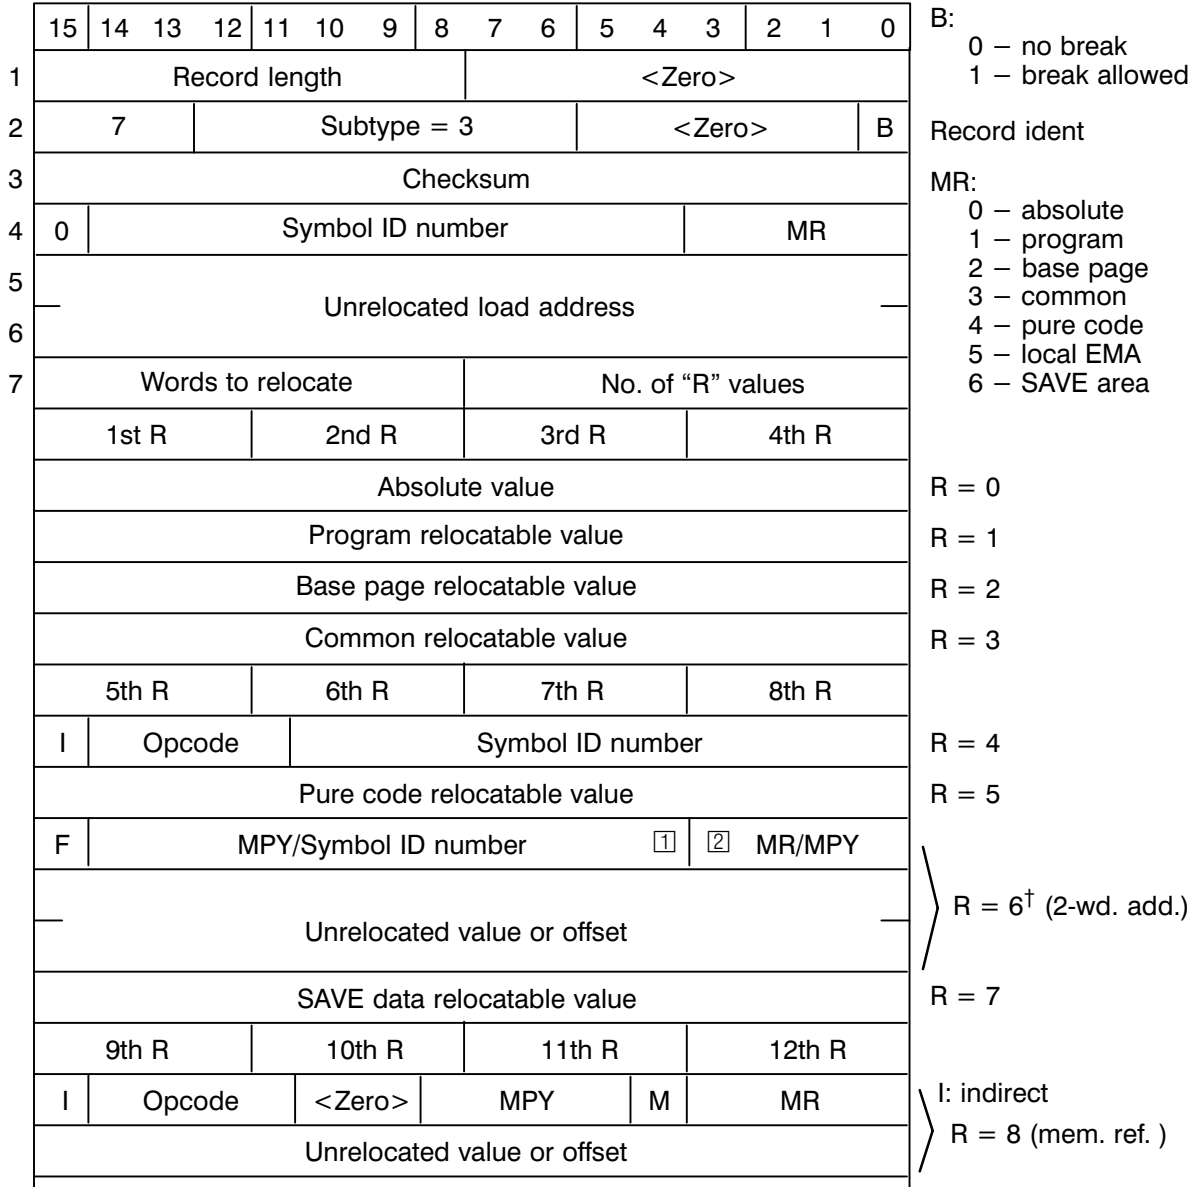 15 14 13 12 11 10 9 8 7 6 5 4 3 2 1 0
B:
0 – no break
1 – break allowed
1 Record length <Zero>
2 7 Subtype = 3 <Zero> B Record ident
3 Checksum
MR:
0 – absolute
1 – program
2 – base page
3 – common
4 – pure code
5 – local EMA
6 – SAVE area
4 0 Symbol ID number MR
5
Unrelocated load address
6
7 Words to relocate No. of “R” values
1st R 2nd R 3rd R 4th R
Absolute value R = 0
Program relocatable value R = 1
Base page relocatable value R = 2
Common relocatable value R = 3
5th R 6th R 7th R 8th R
I Opcode Symbol ID number R = 4
Pure code relocatable value R = 5
F MPY/Symbol ID number 1 2 MR/MPY
R = 6† (2-wd. add.)
Unrelocated value or offset
SAVE data relocatable value R = 7
9th R 10th R 11th R 12th R
I Opcode <Zero> MPY M MR I: indirect
R = 8 (mem. ref. )
Unrelocated value or offset